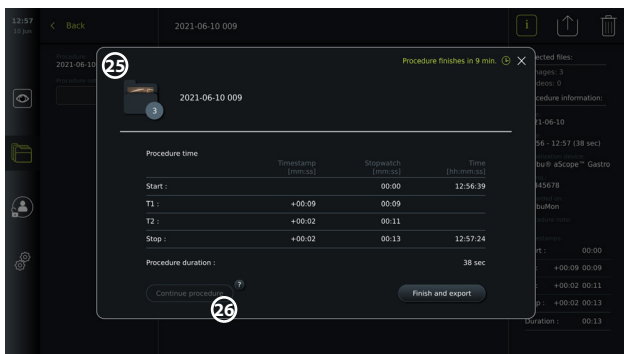 12:57
10 Jun
Back
2021-06-10 009
i
Procedure
2021-06-10
25
Procedure finishes in 9 min.
3
2021-06-10 009
Procedure time
Timestamp
[mm:ss]
Stopwatch
[mm:ss]
Time
[hh:mm:ss]
Start : 00:00 12:56:39
T1 : +00:09 00:09
T2 : +00:02 00:11
Stop : +00:02 00:13 12:57:24
Procedure duration : 38 sec
Continue procedure ?
Finish and export
26
ected files:
mages: 3
deos: 0
cedure information:
21-06-10
56 - 12:57 (38 sec)
bu® aScope™ Gastro
345678
buMon
rt : 00:00
: +00:09 00:09
: +00:02 00:11
p : +00:02 00:13
Duration : 00:13